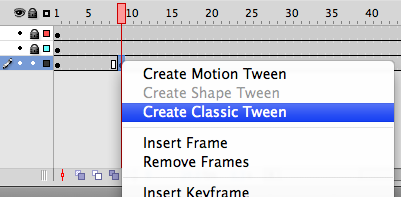 1 5 10 15 20 25 30 35 40
Create Motion Tween
Create Shape Tween
Create Classic Tween
Insert Frame
Remove Frames
Insert Keyframe